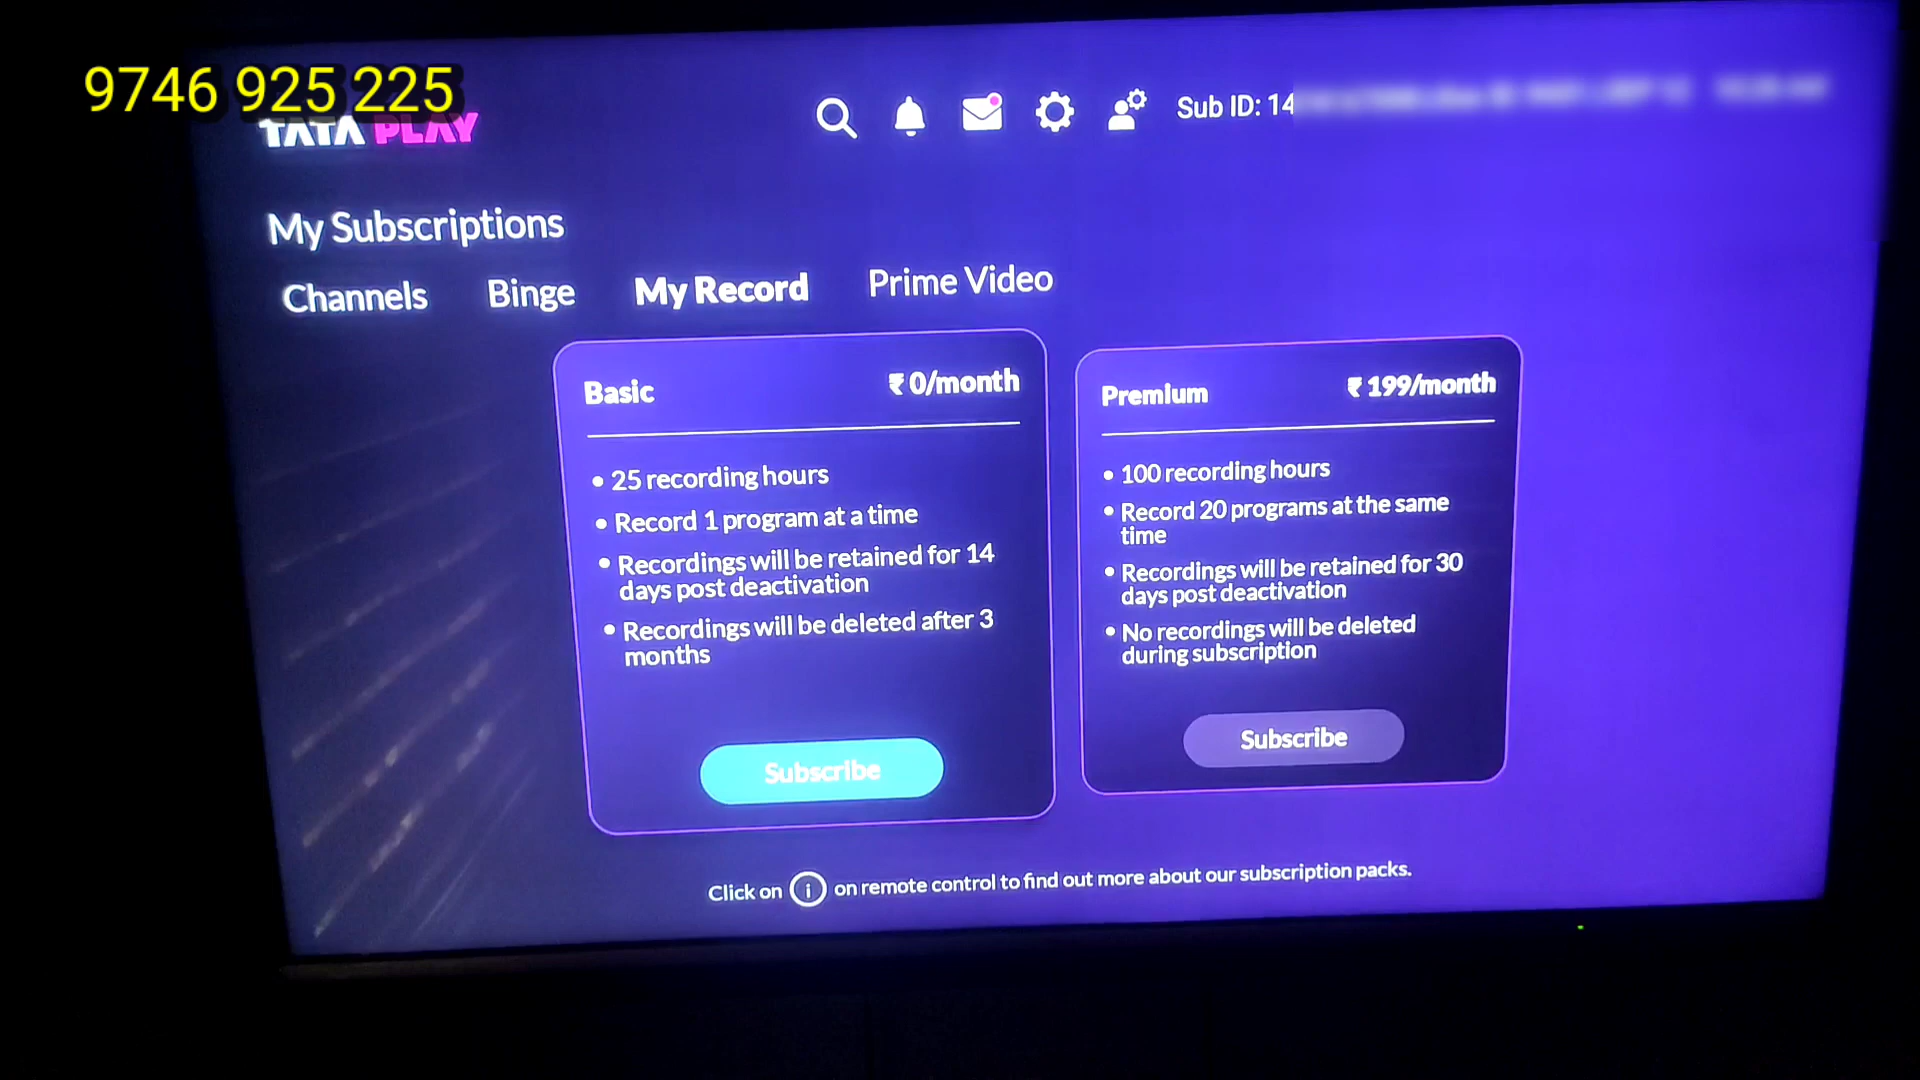 9746 925 225
TATA PLAY
Sub ID: 14
My Subscriptions
Channels
Binge
My Record
Prime Video
Basic
₹ 0/month
• 25 recording hours
• Record 1 program at a time
• Recordings will be retained for 14
days post deactivation
• Recordings will be deleted after 3
months
Subscribe
Premium
₹ 199/month
• 100 recording hours
• Record 20 programs at the same
time
• Recordings will be retained for 30
days post deactivation
• No recordings will be deleted
during subscription
Subscribe
Click on i on remote control to find out more about our subscription packs.